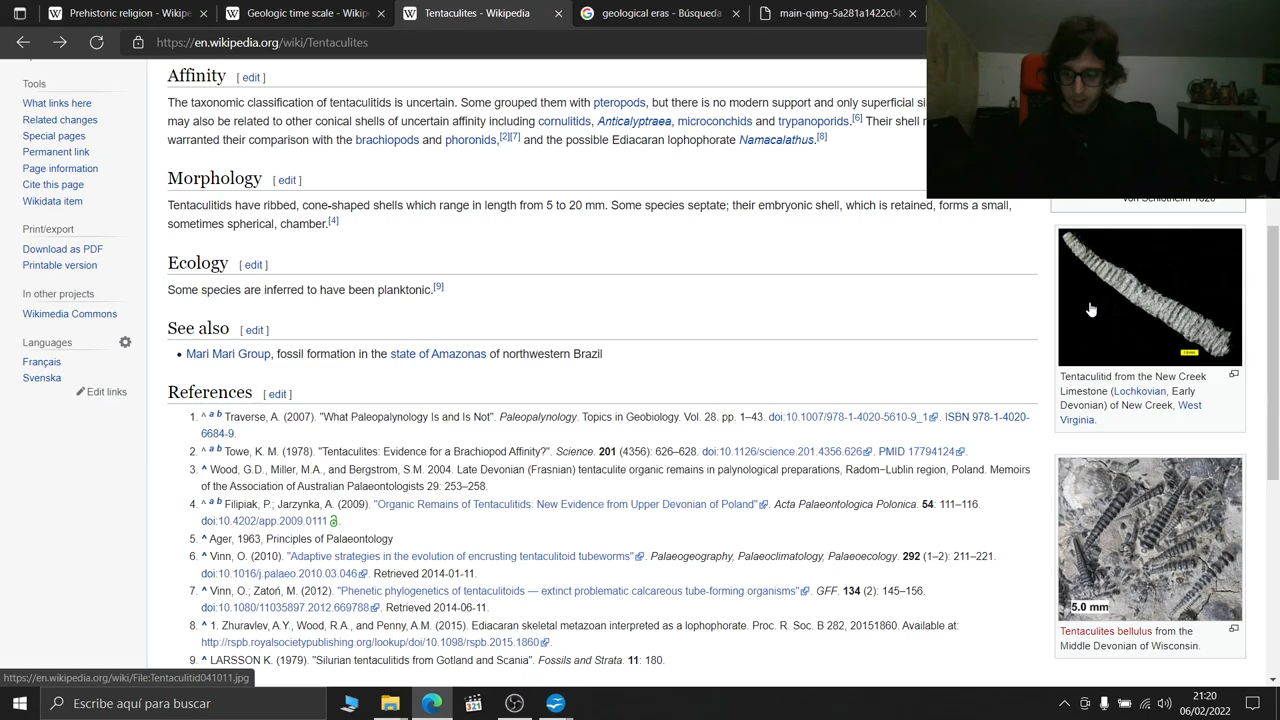 Prehistoric religion - Wikipedia
Geologic time scale - Wikipedia
Tentaculites - Wikipedia
geological eras - Búsqueda
main-qimg-5a281a1422c04
https://en.wikipedia.org/wiki/Tentaculites
Tools
What links here
Related changes
Special pages
Permanent link
Page information
Cite this page
Wikidata item
Print/export
Download as PDF
Printable version
In other projects
Wikimedia Commons
Languages
Français
Svenska
Edit links
Affinity [ edit ]
The taxonomic classification of tentaculitids is uncertain. Some grouped them with pteropods, but there is no modern support and only superficial
may also be related to other conical shells of uncertain affinity including cornulitids, Anticalyptraea, microconchids and trypanoporids.[6] Their shell
warranted their comparison with the brachiopods and phoronids,[2][7] and the possible Ediacaran lophophorate Namacalathus.[8]
Morphology [ edit ]
Tentaculitids have ribbed, cone-shaped shells which range in length from 5 to 20 mm. Some species septate; their embryonic shell, which is retained, forms a small,
sometimes spherical, chamber.[4]
Ecology [ edit ]
Some species are inferred to have been planktonic.[9]
See also [ edit ]
• Mari Mari Group, fossil formation in the state of Amazonas of northwestern Brazil
References [ edit ]
1. ^ a b Traverse, A. (2007). "What Paleopalynology Is and Is Not". Paleopalynology. Topics in Geobiology. Vol. 28. pp. 1–43. doi:10.1007/978-1-4020-5610-9_1. ISBN 978-1-4020-
6684-9.
2. ^ a b Towe, K. M. (1978). "Tentaculites: Evidence for a Brachiopod Affinity?". Science. 201 (4356): 626–628. doi:10.1126/science.201.4356.626. PMID 17794124.
3. ^ Wood, G.D., Miller, M.A., and Bergstrom, S.M. 2004. Late Devonian (Frasnian) tentaculite organic remains in palynological preparations, Radom−Lublin region, Poland. Memoirs
of the Association of Australian Palaeontologists 29: 253–258.
4. ^ a b Filipiak, P.; Jarzynka, A. (2009). "Organic Remains of Tentaculitids: New Evidence from Upper Devonian of Poland". Acta Palaeontologica Polonica. 54: 111–116.
doi:10.4202/app.2009.0111.
5. ^ Ager, 1963, Principles of Palaeontology
6. ^ Vinn, O. (2010). "Adaptive strategies in the evolution of encrusting tentaculitoid tubeworms". Palaeogeography, Palaeoclimatology, Palaeoecology. 292 (1–2): 211–221.
doi:10.1016/j.palaeo.2010.03.046. Retrieved 2014-01-11.
7. ^ Vinn, O.; Zatoń, M. (2012). "Phenetic phylogenetics of tentaculitoids — extinct problematic calcareous tube-forming organisms". GFF. 134 (2): 145–156.
doi:10.1080/11035897.2012.669788. Retrieved 2014-06-11.
8. ^ 1. Zhuravlev, A.Y., Wood, R.A., and Penny, A.M. (2015). Ediacaran skeletal metazoan interpreted as a lophophorate. Proc. R. Soc. B 282, 20151860. Available at:
http://rspb.royalsocietypublishing.org/lookup/doi/10.1098/rspb.2015.1860.
9. ^ LARSSON K. (1979). "Silurian tentaculitids from Gotland and Scania". Fossils and Strata. 11: 180.
Tentaculitid from the New Creek
Limestone (Lochkovian, Early
Devonian) of New Creek, West
Virginia.
5.0 mm
Tentaculites bellulus from the
Middle Devonian of Wisconsin.
https://en.wikipedia.org/wiki/File:Tentaculitid041011.jpg
Escribe aquí para buscar
21:20
06/02/2022